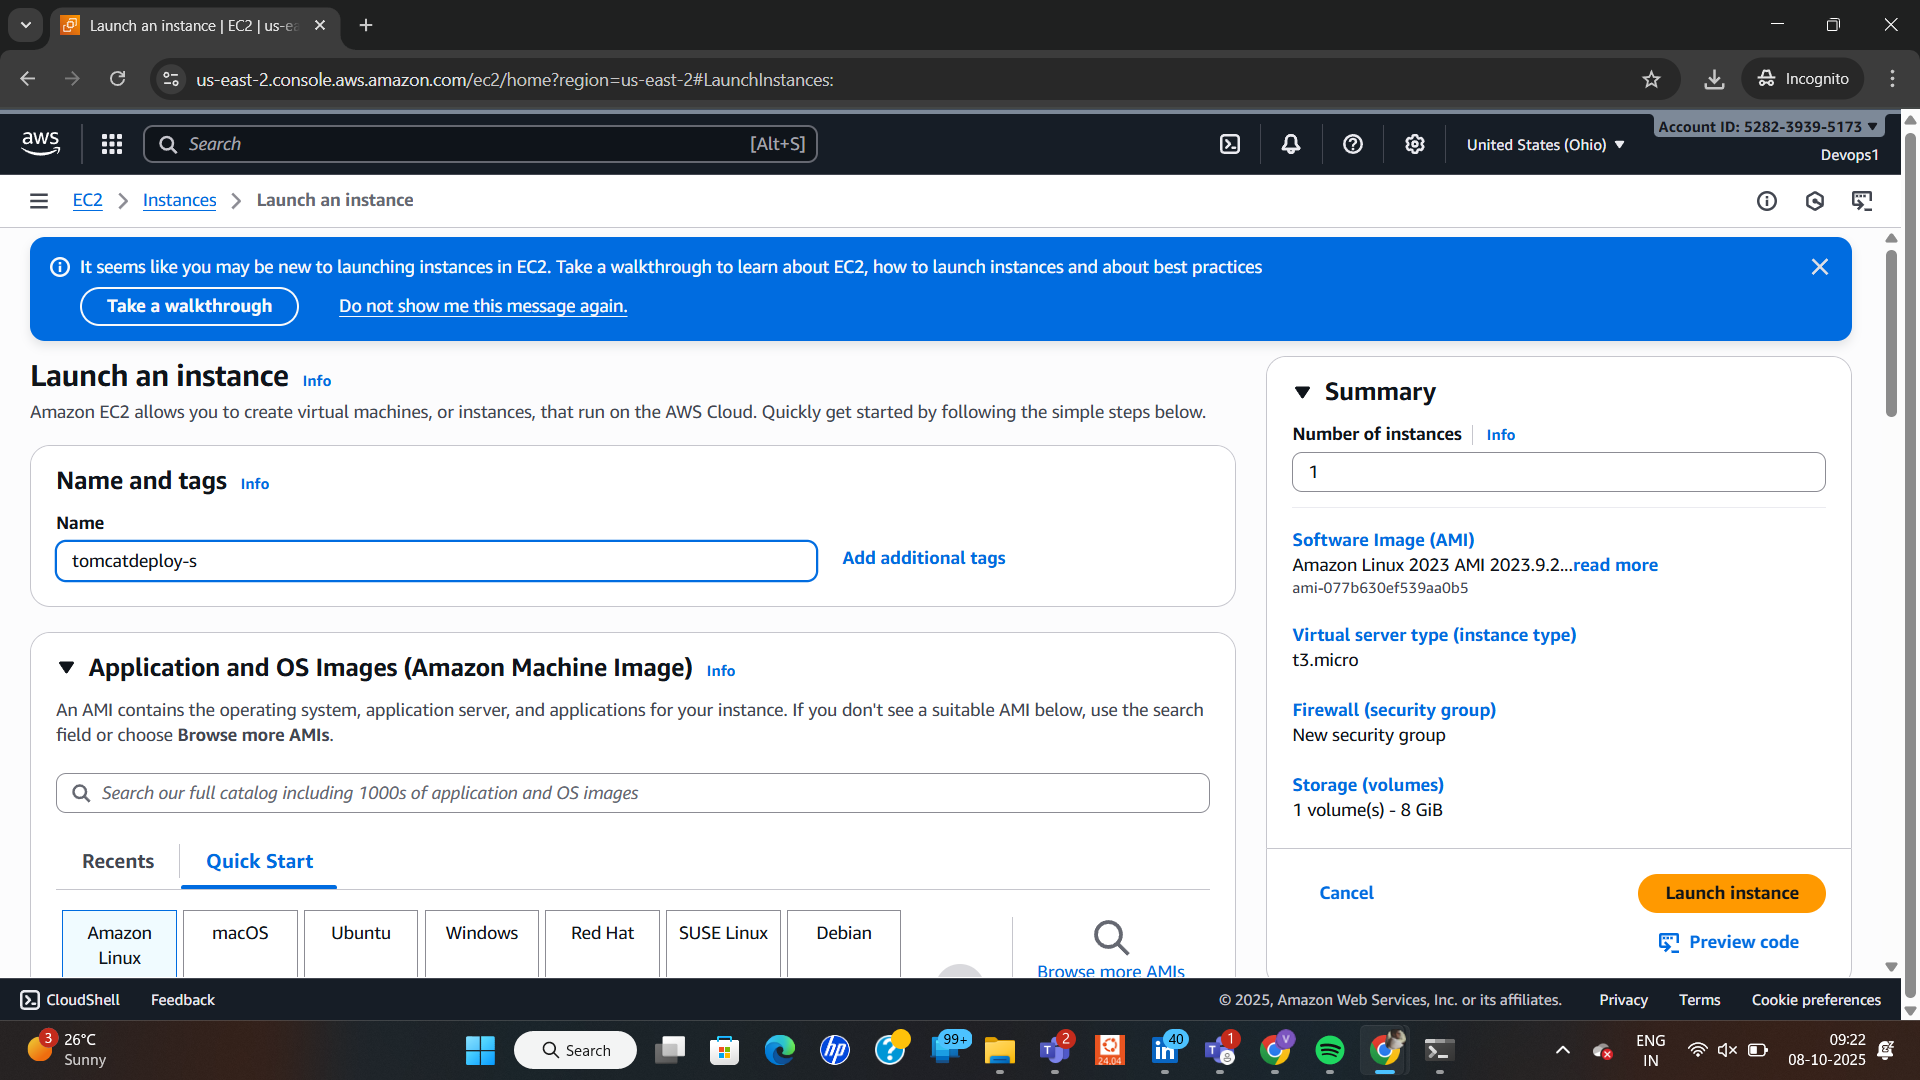 Launch an instance | EC2 | us-ea
us-east-2.console.aws.amazon.com/ec2/home?region=us-east-2#LaunchInstances:
Incognito
aws
Search
[Alt+S]
United States (Ohio)
Account ID: 5282-3939-5173
Devops1
EC2
Instances
Launch an instance
It seems like you may be new to launching instances in EC2. Take a walkthrough to learn about EC2, how to launch instances and about best practices
Take a walkthrough
Do not show me this message again.
Launch an instance Info
Amazon EC2 allows you to create virtual machines, or instances, that run on the AWS Cloud. Quickly get started by following the simple steps below.
Name and tags Info
Name
tomcatdeploy-s
Add additional tags
Application and OS Images (Amazon Machine Image) Info
An AMI contains the operating system, application server, and applications for your instance. If you don't see a suitable AMI below, use the search
field or choose Browse more AMIs.
Search our full catalog including 1000s of application and OS images
Recents
Quick Start
Amazon
Linux
macOS
Ubuntu
Windows
Red Hat
SUSE Linux
Debian
Browse more AMIs
Summary
Number of instances
Info
1
Software Image (AMI)
Amazon Linux 2023 AMI 2023.9.2...read more
ami-077b630ef539aa0b5
Virtual server type (instance type)
t3.micro
Firewall (security group)
New security group
Storage (volumes)
1 volume(s) - 8 GiB
Cancel
Launch instance
Preview code
CloudShell
Feedback
© 2025, Amazon Web Services, Inc. or its affiliates.
Privacy
Terms
Cookie preferences
3
26°C
Sunny
Search
hp
99+
2
24.04
in
40
1
V
ENG
IN
09:22
08-10-2025